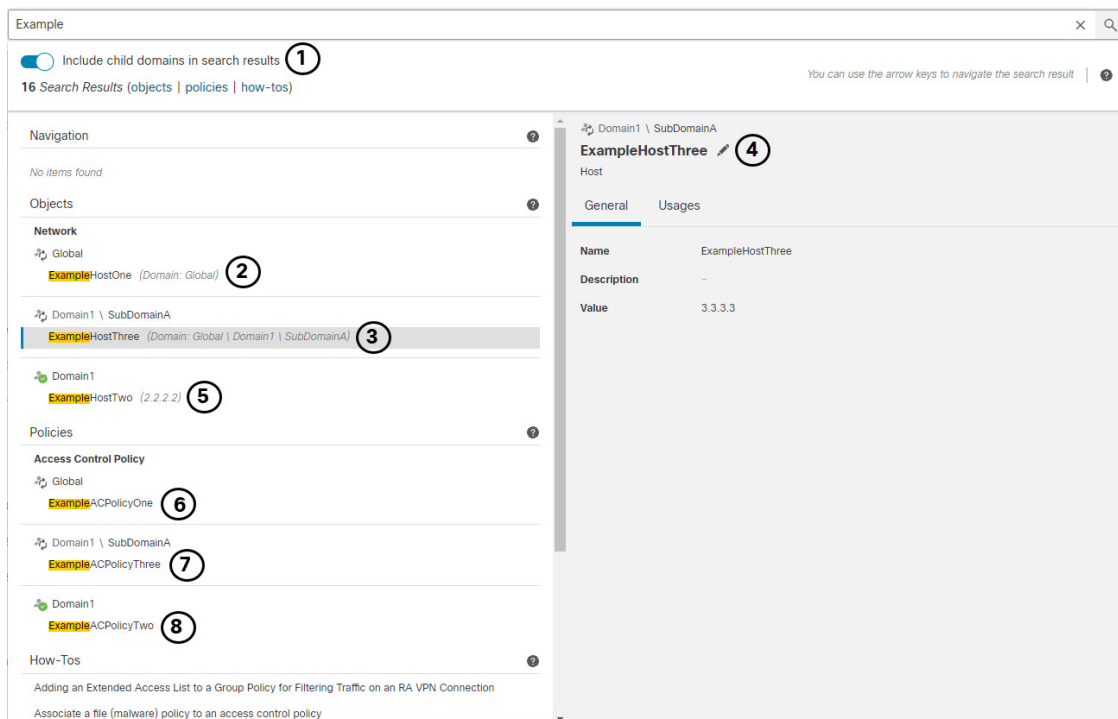 Example
Include child domains in search results 1
16 Search Results (objects | policies | how-tos)
You can use the arrow keys to navigate the search result
Navigation
No items found
Objects
Network
Global
ExampleHostOne (Domain: Global) 2
Domain1 \ SubDomainA
ExampleHostThree (Domain: Global \ Domain1 \ SubDomainA) 3
Domain1
ExampleHostTwo (2.2.2.2) 5
Policies
Access Control Policy
Global
ExampleACPolicyOne 6
Domain1 \ SubDomainA
ExampleACPolicyThree 7
Domain1
ExampleACPolicyTwo 8
How-Tos
Adding an Extended Access List to a Group Policy for Filtering Traffic on an RA VPN Connection
Associate a file (malware) policy to an access control policy
Domain1 \ SubDomainA
ExampleHostThree 4
Host
General Usages
Name ExampleHostThree
Description –
Value 3.3.3.3